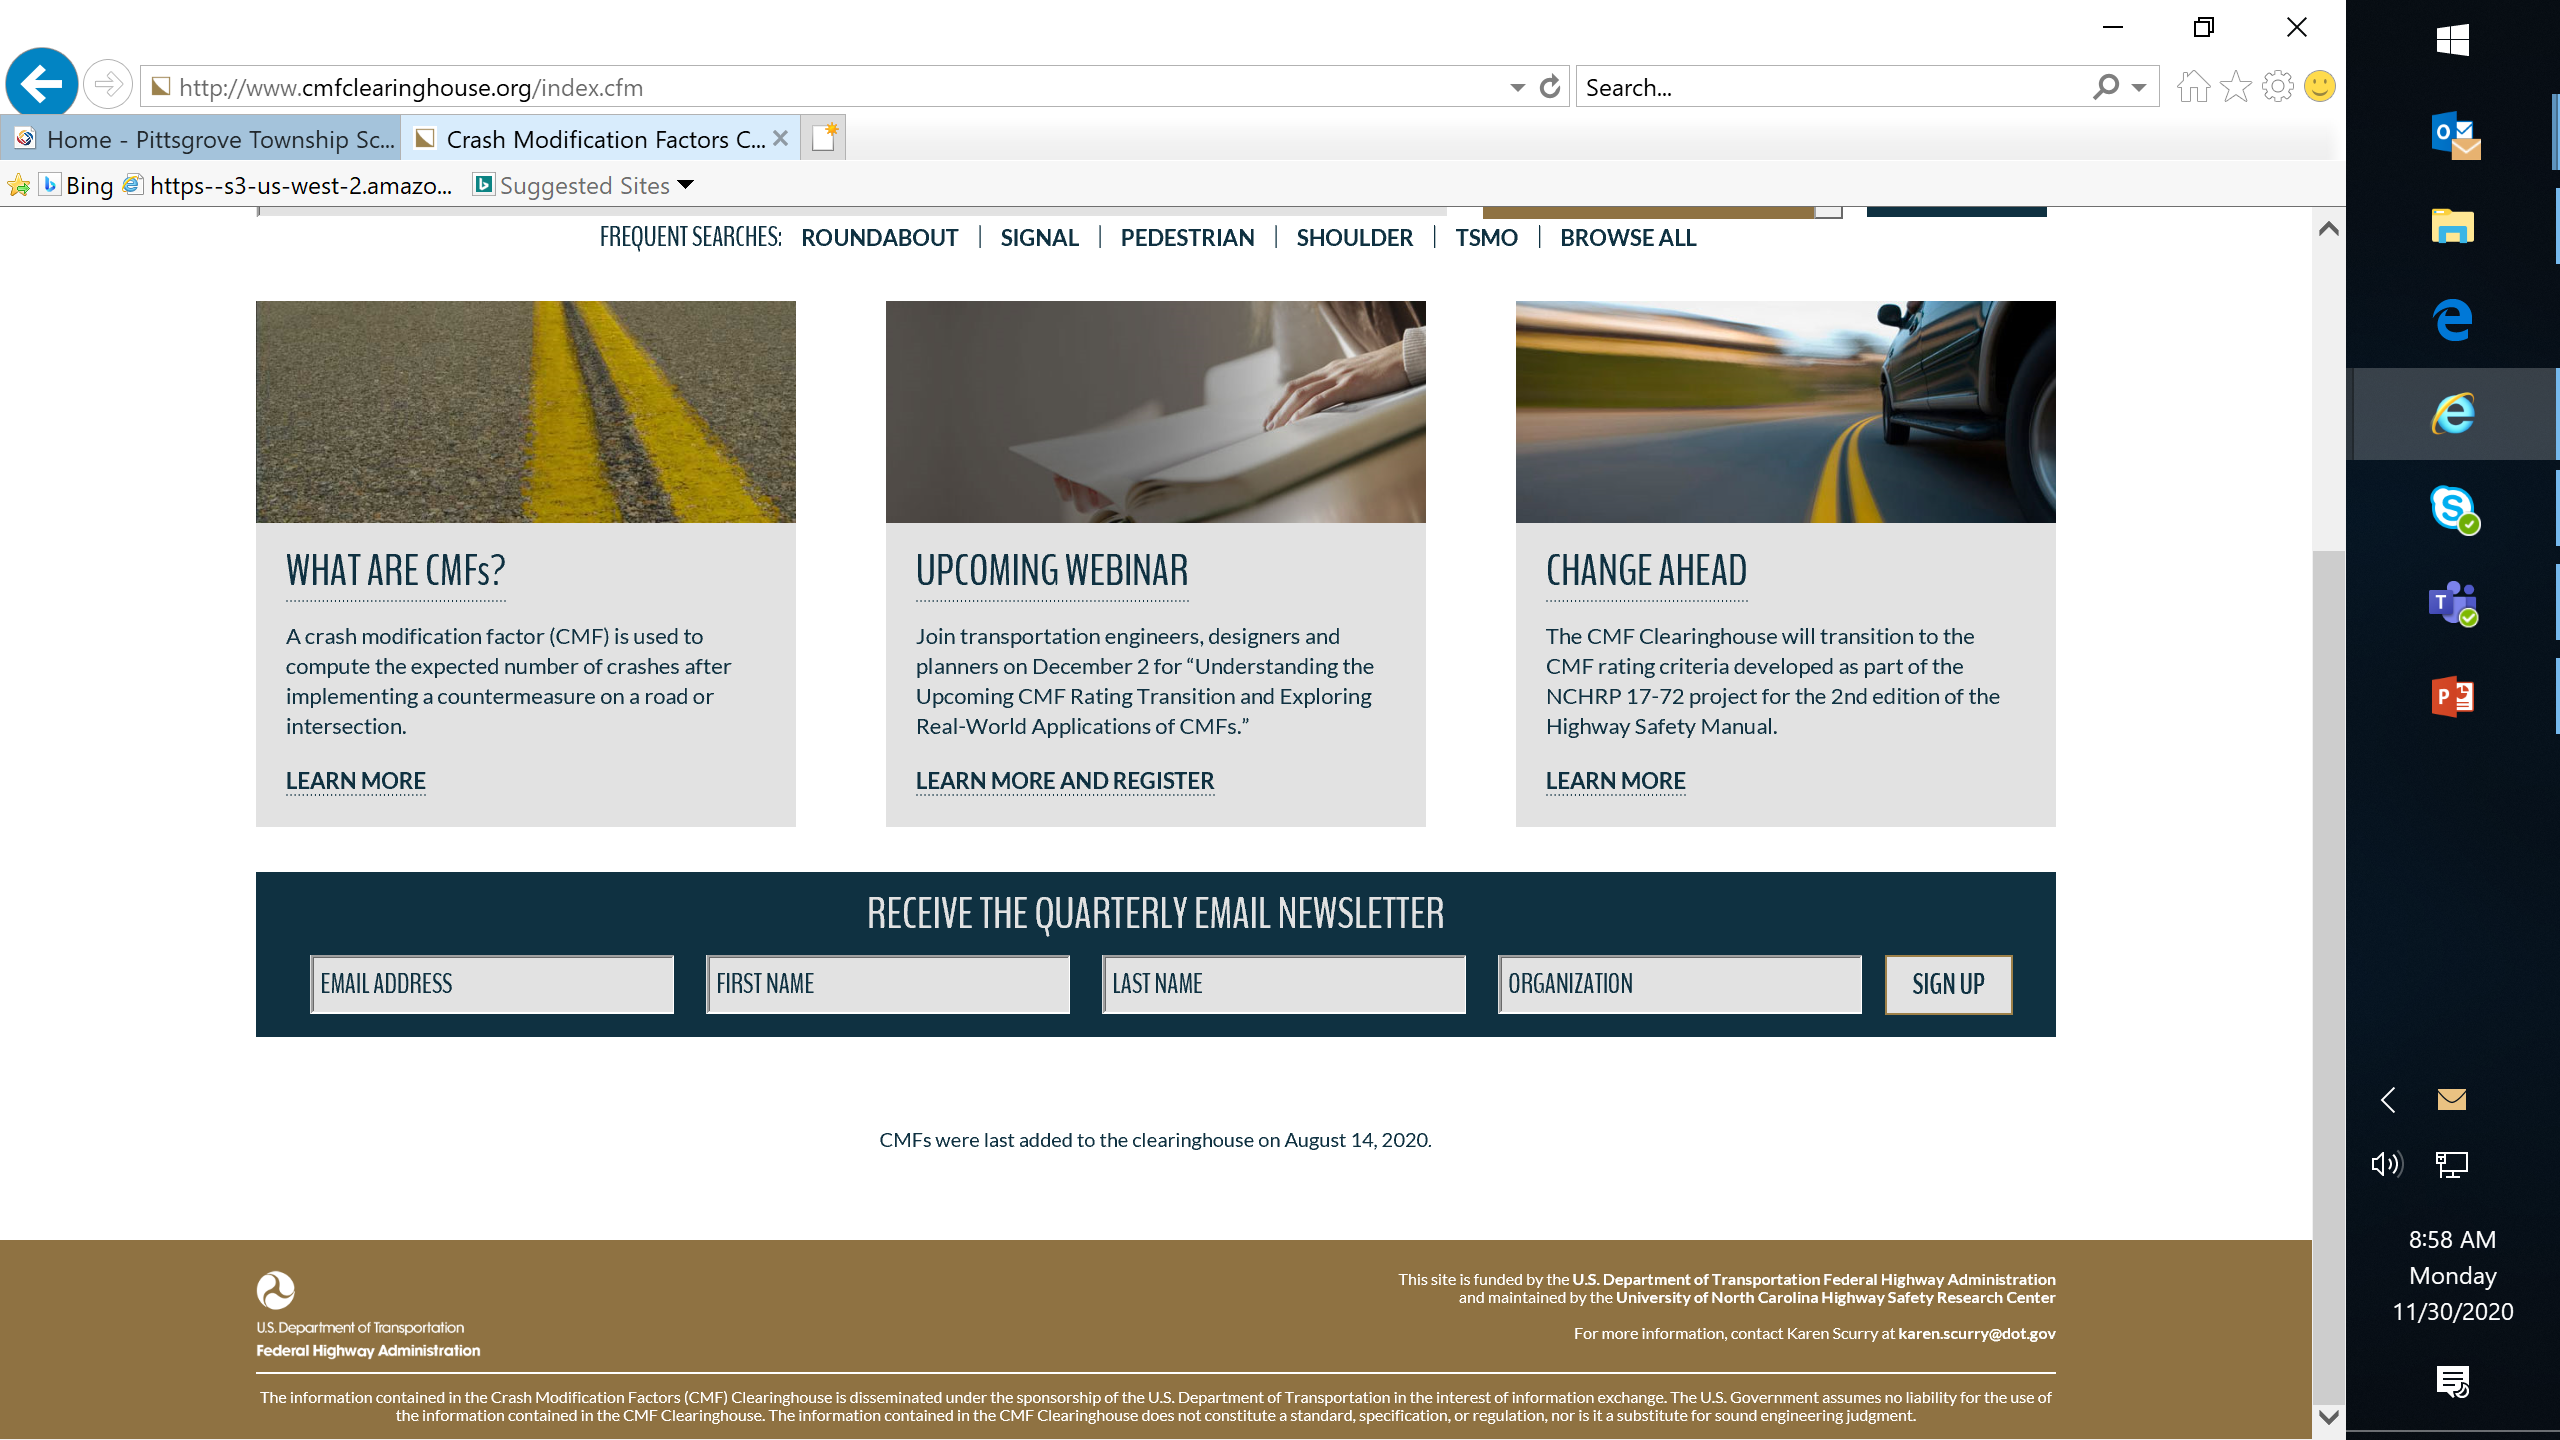 http://www.cmfclearinghouse.org/index.cfm
Search...
Home - Pittsgrove Township Sc...
Crash Modification Factors C...
Bing
https--s3-us-west-2.amazo...
Suggested Sites
FREQUENT SEARCHES: ROUNDABOUT | SIGNAL | PEDESTRIAN | SHOULDER | TSMO | BROWSE ALL
WHAT ARE CMFs?
A crash modification factor (CMF) is used to
compute the expected number of crashes after
implementing a countermeasure on a road or
intersection.
LEARN MORE
UPCOMING WEBINAR
Join transportation engineers, designers and
planners on December 2 for “Understanding the
Upcoming CMF Rating Transition and Exploring
Real-World Applications of CMFs.”
LEARN MORE AND REGISTER
CHANGE AHEAD
The CMF Clearinghouse will transition to the
CMF rating criteria developed as part of the
NCHRP 17-72 project for the 2nd edition of the
Highway Safety Manual.
LEARN MORE
RECEIVE THE QUARTERLY EMAIL NEWSLETTER
EMAIL ADDRESS
FIRST NAME
LAST NAME
ORGANIZATION
SIGN UP
CMFs were last added to the clearinghouse on August 14, 2020.
U.S. Department of Transportation
Federal Highway Administration
This site is funded by the U.S. Department of Transportation Federal Highway Administration
and maintained by the University of North Carolina Highway Safety Research Center
For more information, contact Karen Scurry at karen.scurry@dot.gov
The information contained in the Crash Modification Factors (CMF) Clearinghouse is disseminated under the sponsorship of the U.S. Department of Transportation in the interest of information exchange. The U.S. Government assumes no liability for the use of
the information contained in the CMF Clearinghouse. The information contained in the CMF Clearinghouse does not constitute a standard, specification, or regulation, nor is it a substitute for sound engineering judgment.
8:58 AM
Monday
11/30/2020